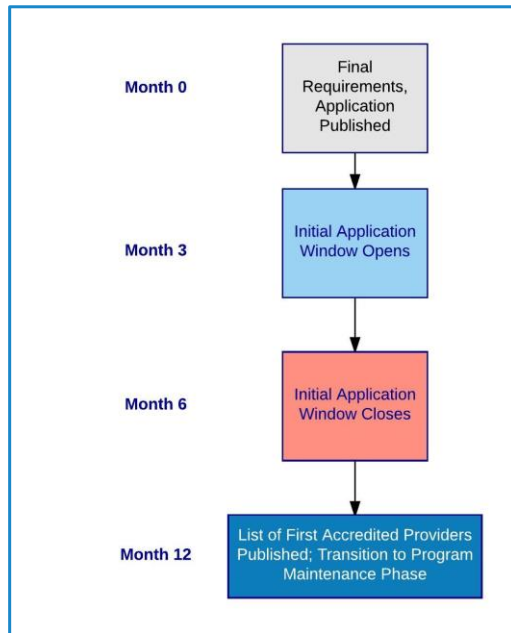 Month 0
Final
Requirements,
Application
Published
Month 3
Initial Application
Window Opens
Month 6
Initial Application
Window Closes
Month 12
List of First Accredited Providers
Published; Transition to Program
Maintenance Phase